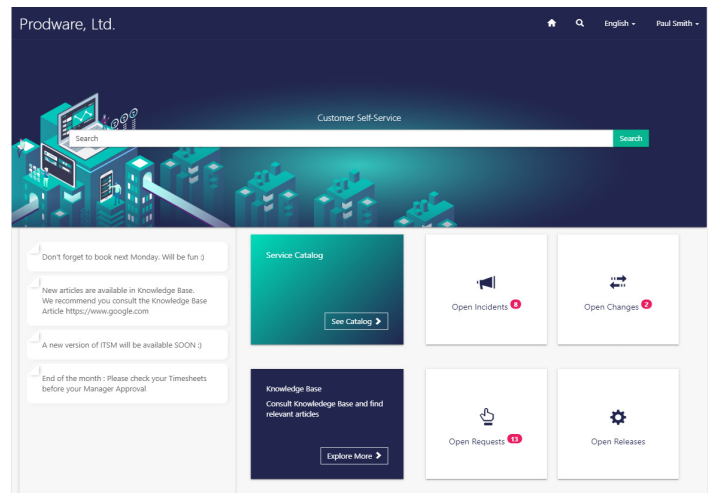 Prodware, Ltd.
English
Paul Smith
Customer Self-Service
Search
Search
Don't forget to book next Monday. Will be fun :)
New articles are available in Knowledge Base.
We recommend you consult the Knowledge Base
Article https://www.google.com
A new version of ITSM will be available SOON :)
End of the month : Please check your Timesheets
before your Manager Approval
Service Catalog
See Catalog
Open Incidents 8
Open Changes 2
Knowledge Base
Consult Knowledege Base and find
relevant articles
Explore More
Open Requests 13
Open Releases